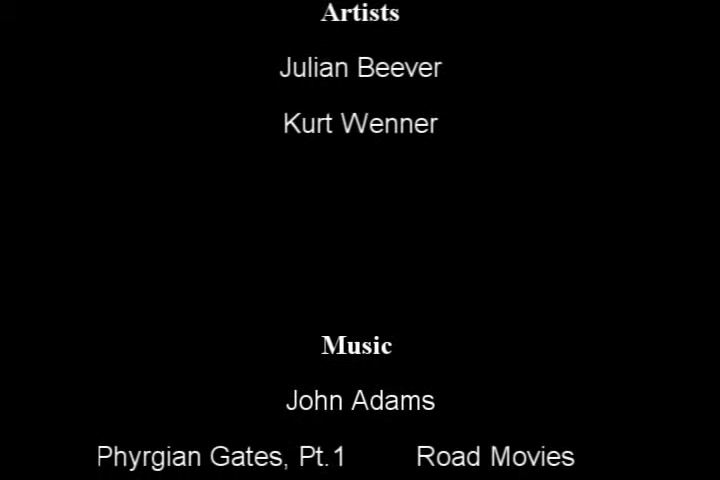 Artists
Julian Beever
Kurt Wenner
Music
John Adams
Phyrgian Gates, Pt.1 Road Movies